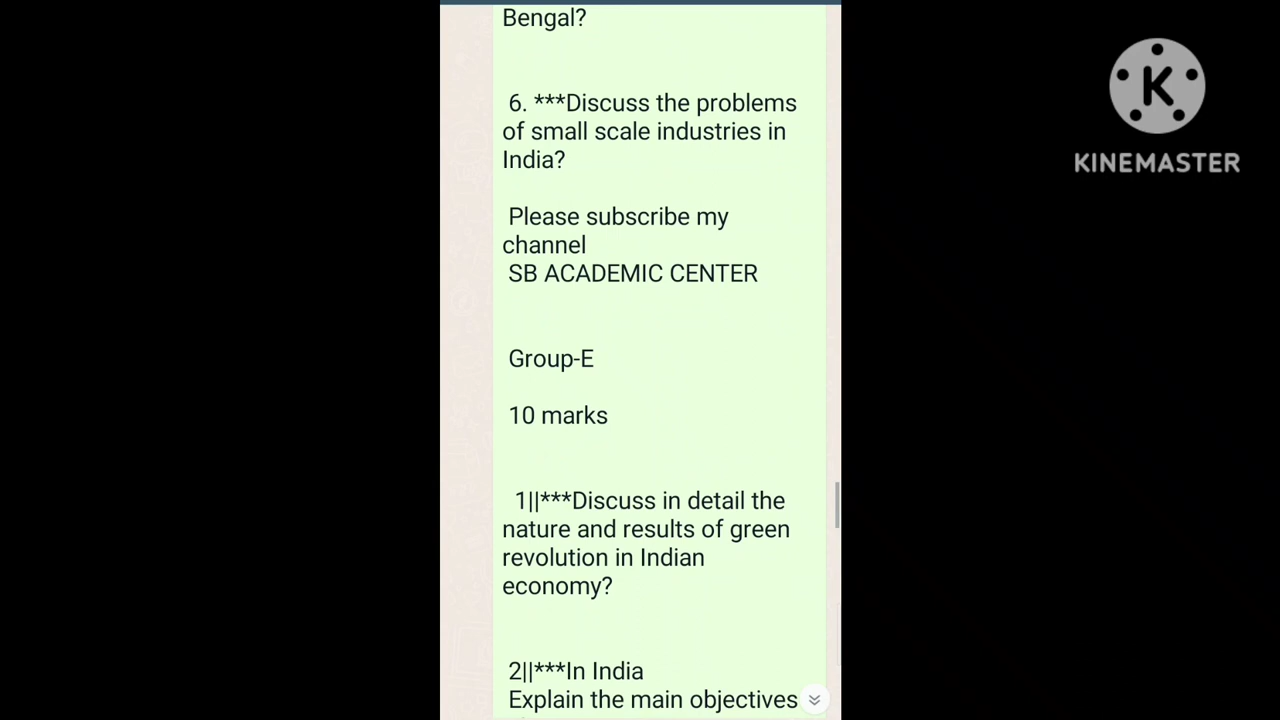 Bengal?
6. ***Discuss the problems
of small scale industries in
India?
Please subscribe my
channel
SB ACADEMIC CENTER
Group-E
10 marks
1||***Discuss in detail the
nature and results of green
revolution in Indian
economy?
2||***In India
Explain the main objectives
K
KINEMASTER